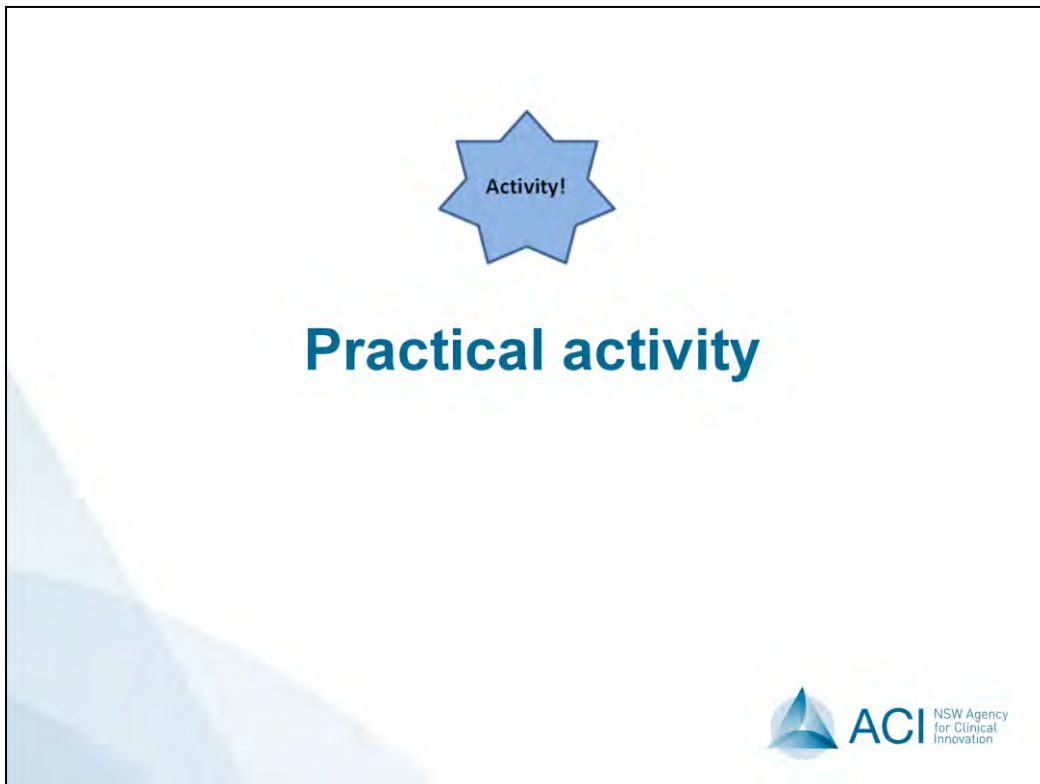 Activity!
Practical activity
ACI NSW Agency
for Clinical
Innovation